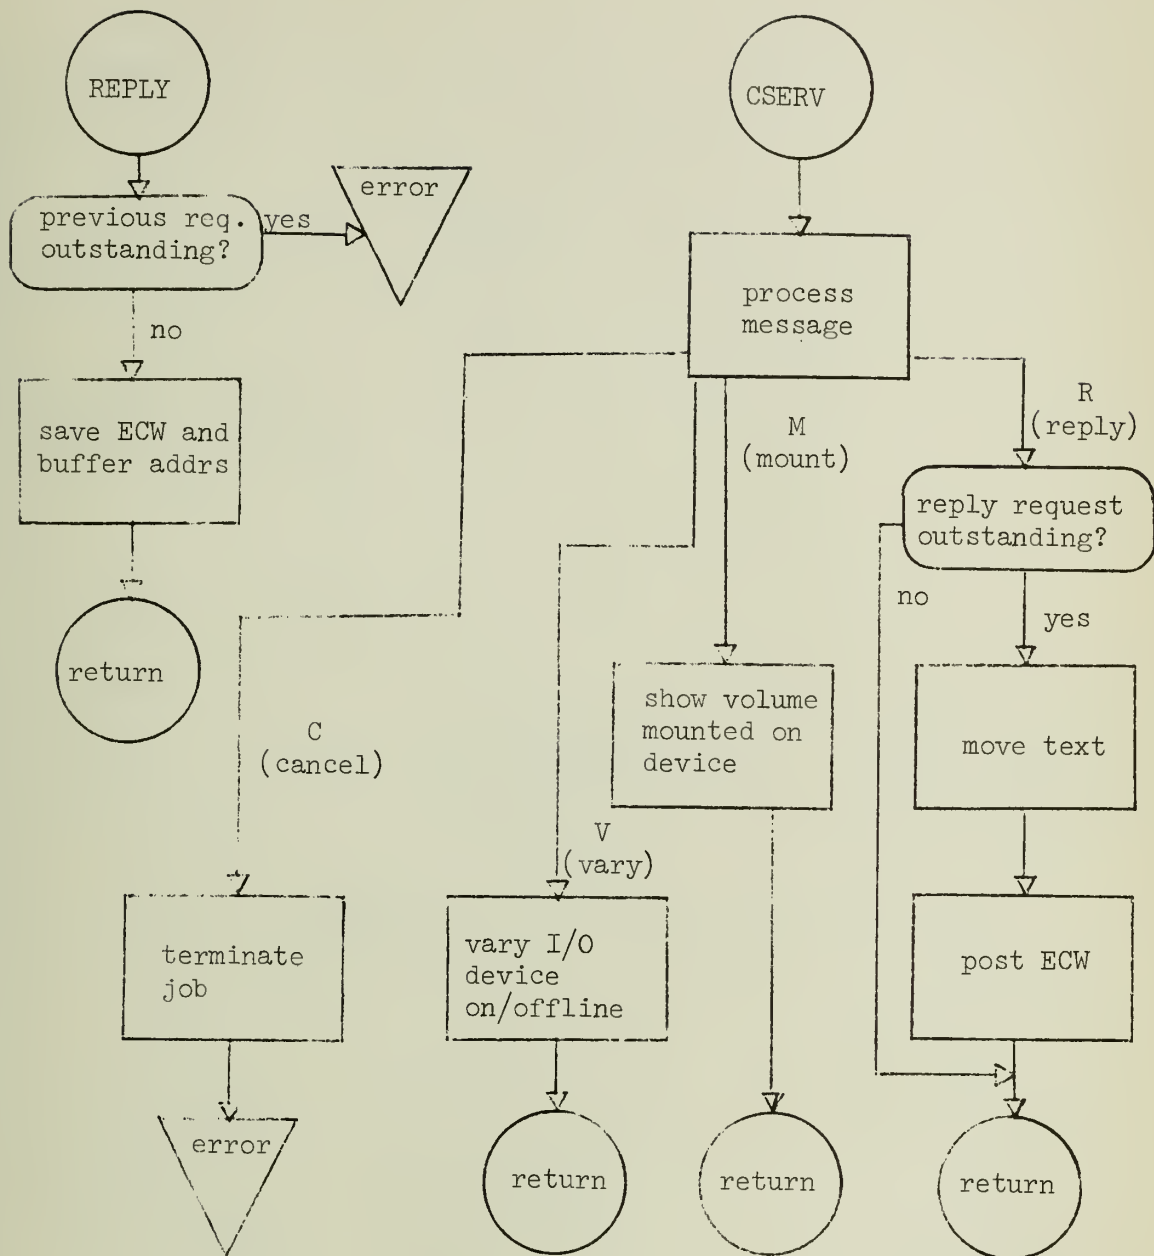 REPLY
previous req.
outstanding?
yes
error
no
save ECW and
buffer addrs
return
CSERV
process
message
C
(cancel)
terminate
job
error
V
(vary)
vary I/O
device
on/offline
return
M
(mount)
show volume
mounted on
device
return
R
(reply)
reply request
outstanding?
no
yes
move text
post ECW
return